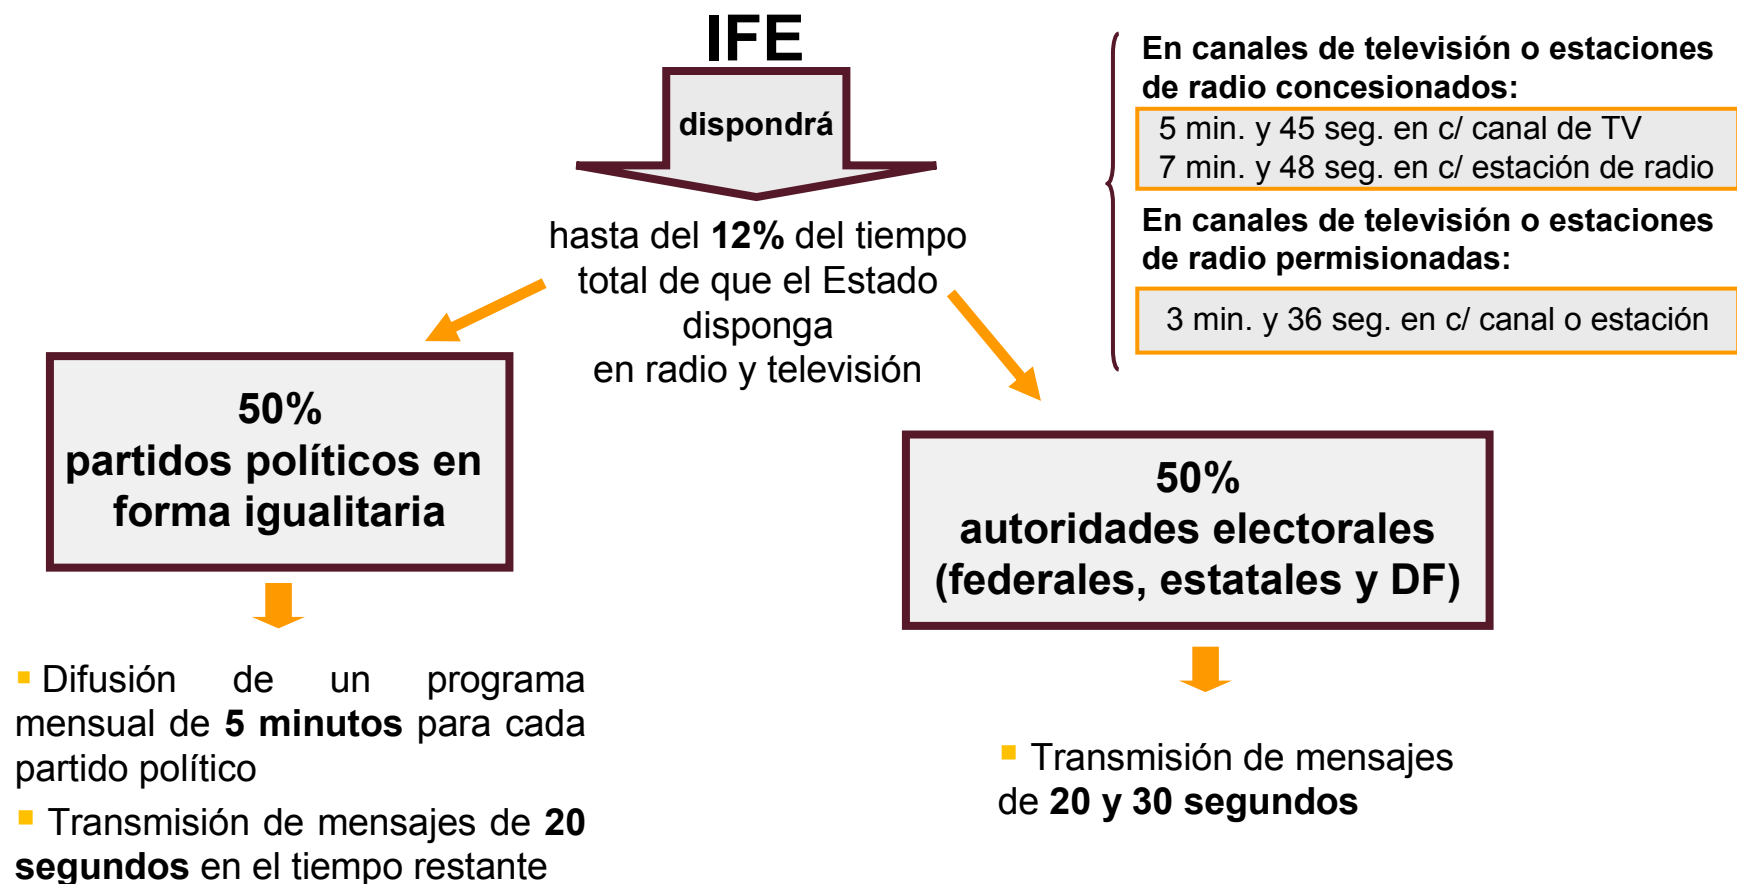 IFE
dispondrá
hasta del 12% del tiempo
total de que el Estado
disponga
en radio y televisión
En canales de televisión o estaciones
de radio concesionados:
5 min. y 45 seg. en c/ canal de TV
7 min. y 48 seg. en c/ estación de radio
En canales de televisión o estaciones
de radio permisionadas:
3 min. y 36 seg. en c/ canal o estación
50%
partidos políticos en
forma igualitaria
▪ Difusión de un programa
mensual de 5 minutos para cada
partido político
▪ Transmisión de mensajes de 20
segundos en el tiempo restante
50%
autoridades electorales
(federales, estatales y DF)
▪ Transmisión de mensajes
de 20 y 30 segundos